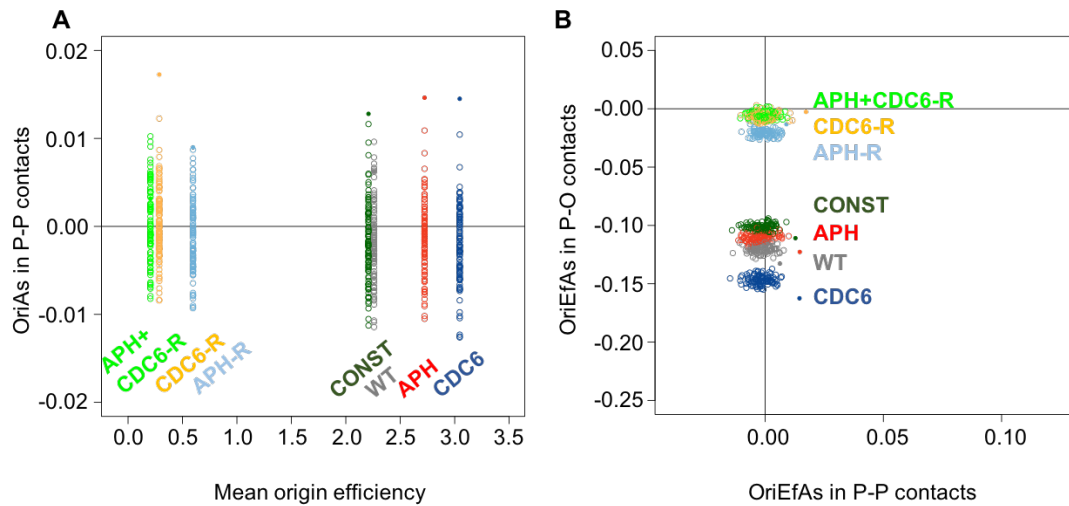 A
OriAs in P-P contacts
0.02
0.01
0.00
-0.01
-0.02
APH+
CDC6-R
CDC6-R
APH-R
CONST
WT
APH
CDC6
0.0 0.5 1.0 1.5 2.0 2.5 3.0 3.5
Mean origin efficiency
B
OriEfAs in P-O contacts
0.05
-0.00
-0.05
-0.10
-0.15
-0.20
-0.25
APH+CDC6-R
CDC6-R
APH-R
CONST
APH
WT
CDC6
0.00 0.05 0.10
OriEfAs in P-P contacts